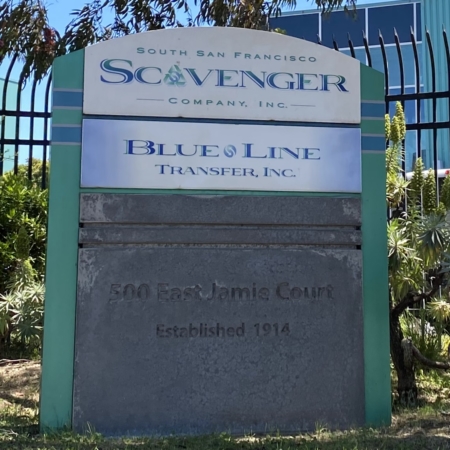 South San Francisco
Scavenger
Company, Inc.
Blue Line
Transfer, Inc.
500 East Jamie Court
Established 1914